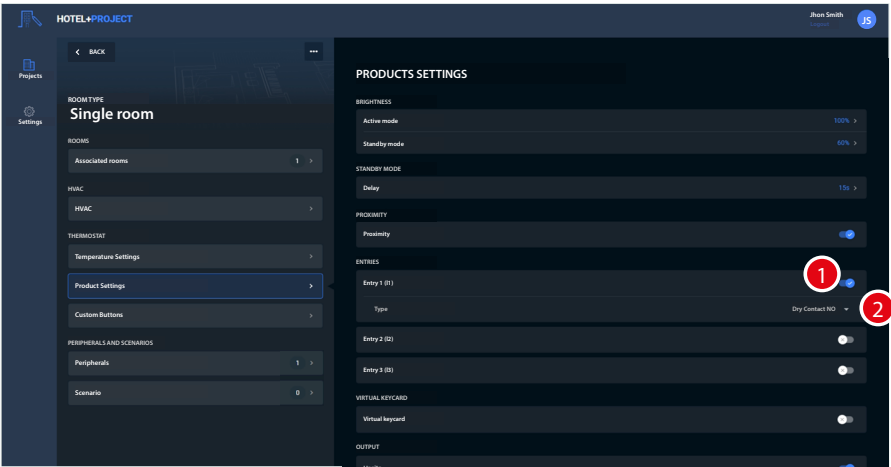 HOTEL+PROJECT
Jhon Smith
JS
Projects
Settings
BACK
ROOM TYPE
Single room
ROOMS
Associated rooms 1
HVAC
HVAC
THERMOSTAT
Temperature Settings
Product Settings
Custom Buttons
PERIPHERALS AND SCENARIOS
Peripherals 1
Scenario 0
PRODUCTS SETTINGS
BRIGHTNESS
Active mode 100%
Standby mode 60%
STANDBY MODE
Delay 15s
PROXIMITY
Proximity
ENTRIES
Entry 1 (I1) 1
Type Dry Contact NO 2
Entry 2 (I2)
Entry 3 (I3)
VIRTUAL KEYCARD
Virtual keycard
OUTPUT